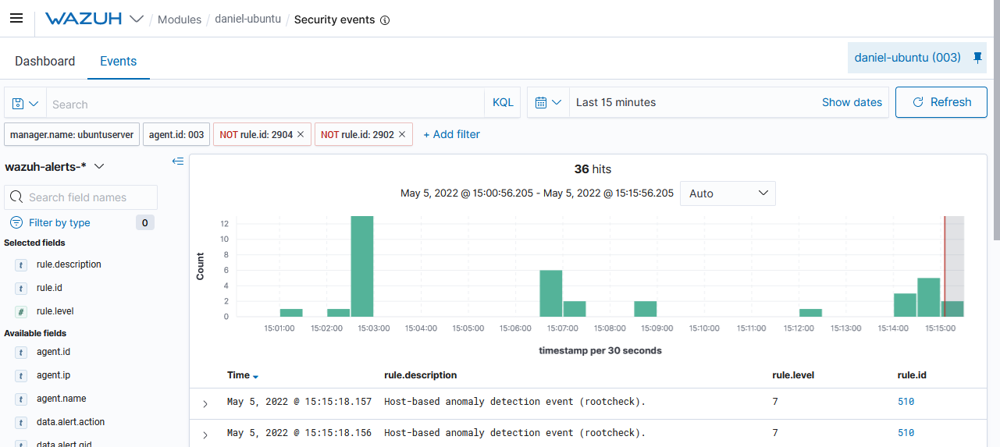 WAZUH / Modules / daniel-ubuntu / Security events
Dashboard Events daniel-ubuntu (003)
Search KQL Last 15 minutes Show dates Refresh
manager.name: ubuntuserver agent.id: 003 NOT rule.id: 2904 × NOT rule.id: 2902 × + Add filter
wazuh-alerts-*
Search field names
Filter by type 0
Selected fields
t rule.description
t rule.id
# rule.level
Available fields
t agent.id
t agent.ip
t agent.name
t data.alert.action
t data.alert.gid
36 hits
May 5, 2022 @ 15:00:56.205 - May 5, 2022 @ 15:15:56.205 Auto
Count
12
10
8
6
4
2
0
15:01:00 15:02:00 15:03:00 15:04:00 15:05:00 15:06:00 15:07:00 15:08:00 15:09:00 15:10:00 15:11:00 15:12:00 15:13:00 15:14:00 15:15:00
timestamp per 30 seconds
Time rule.description rule.level rule.id
May 5, 2022 @ 15:15:18.157 Host-based anomaly detection event (rootcheck). 7 510
May 5, 2022 @ 15:15:18.156 Host-based anomaly detection event (rootcheck). 7 510